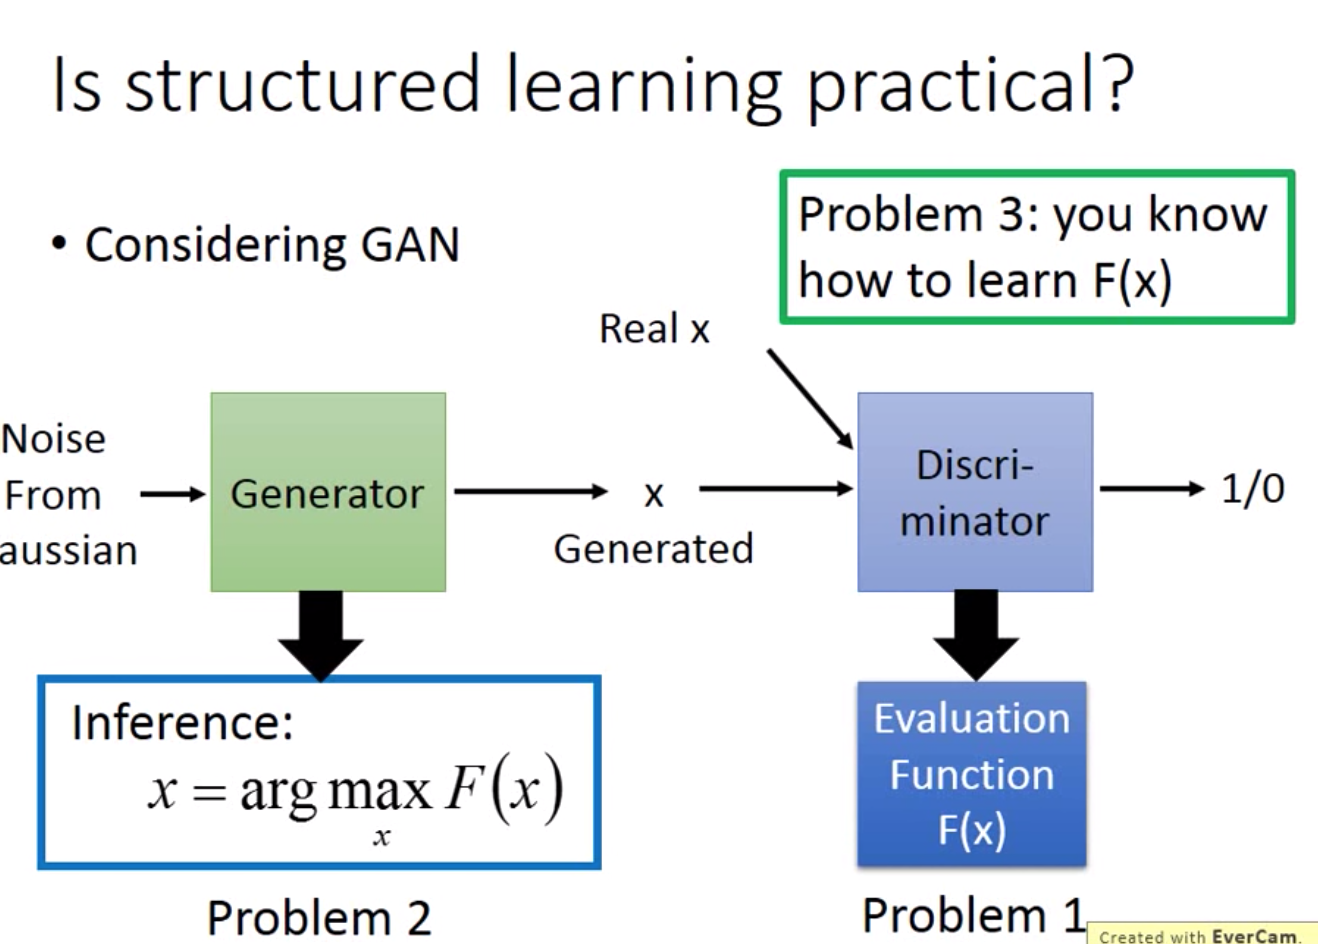 Is structured learning practical?
• Considering GAN
Problem 3: you know
how to learn F(x)
Real x
Noise
From
aussian
Generator
x
Generated
Discri-
minator
1/0
Inference:
x = arg max F(x)
x
Problem 2
Evaluation
Function
F(x)
Problem 1
Created with EverCam.